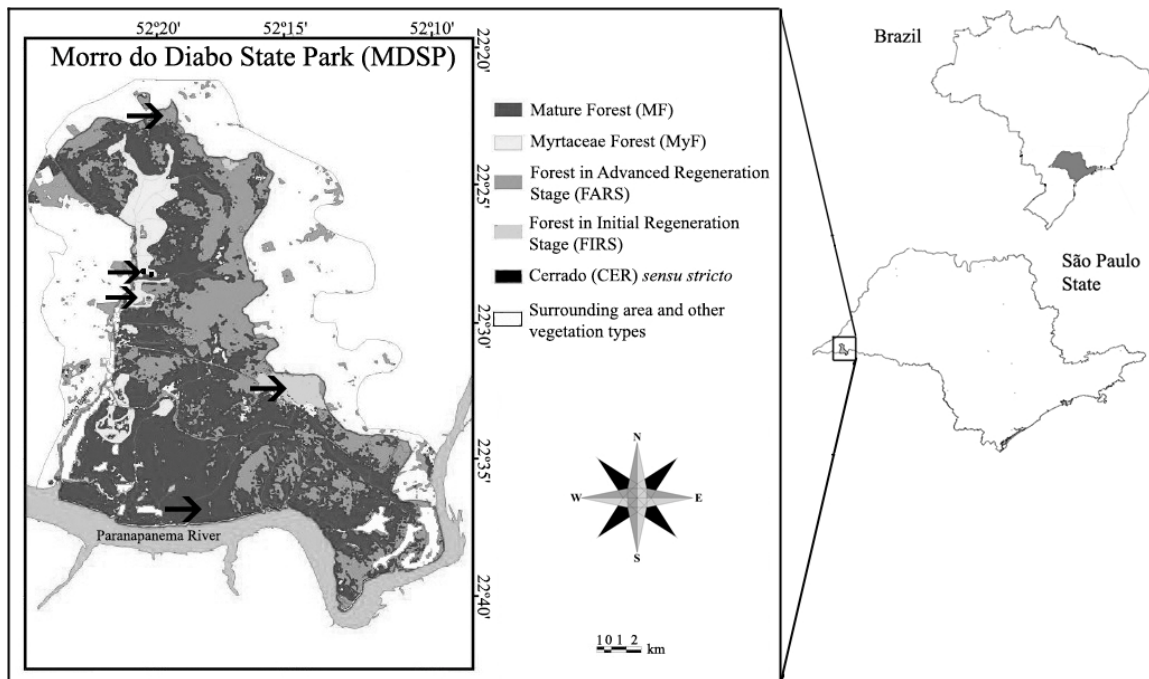 52°20' 52°15' 52°10'
Morro do Diabo State Park (MDSP)
22°20'
22°25'
22°30'
22°35'
22°40'
Paranapanema River
Mature Forest (MF)
Myrtaceae Forest (MyF)
Forest in Advanced Regeneration
Stage (FARS)
Forest in Initial Regeneration
Stage (FIRS)
Cerrado (CER) sensu stricto
Surrounding area and other
vegetation types
N
W E
S
1 0 1 2
km
Brazil
São Paulo
State